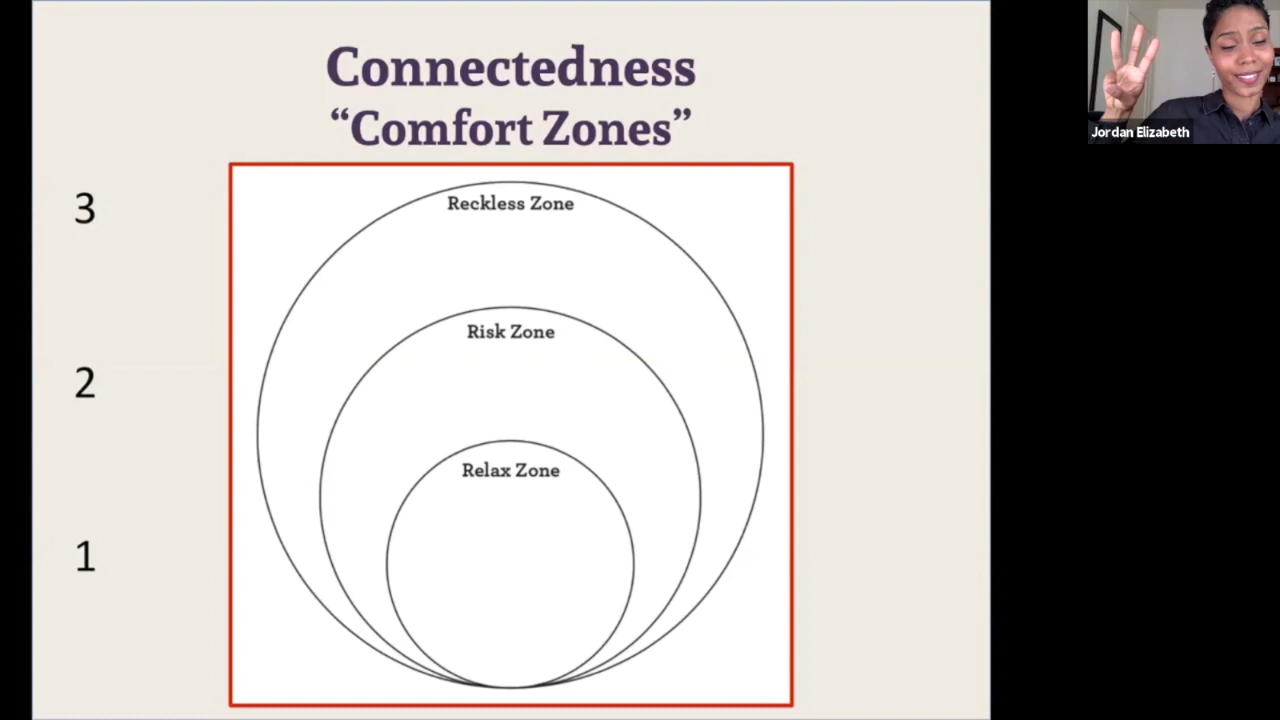 Connectedness
“Comfort Zones”
3
Reckless Zone
Risk Zone
2
Relax Zone
1
Jordan Elizabeth